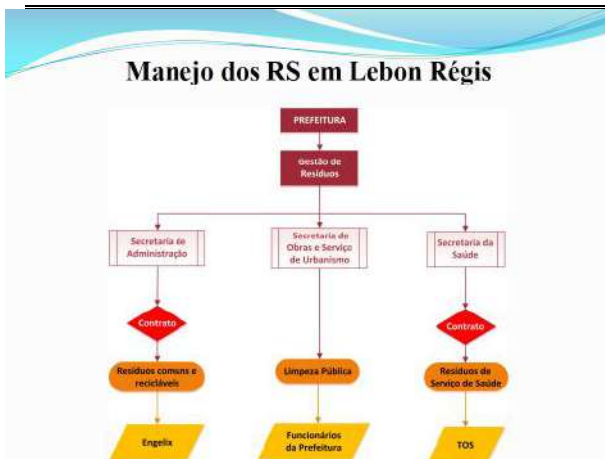 Manejo dos RS em Lebon Régis
PREFEITURA
Gestão de
Resíduos
Secretaria de
Administração
Secretaria de
Obras e Serviço
de Urbanismo
Secretaria da
Saúde
Contrato
Contrato
Resíduos comuns e
recicláveis
Limpeza Pública
Resíduos de
Serviço de Saúde
Engelix
Funcionários
da Prefeitura
TOS